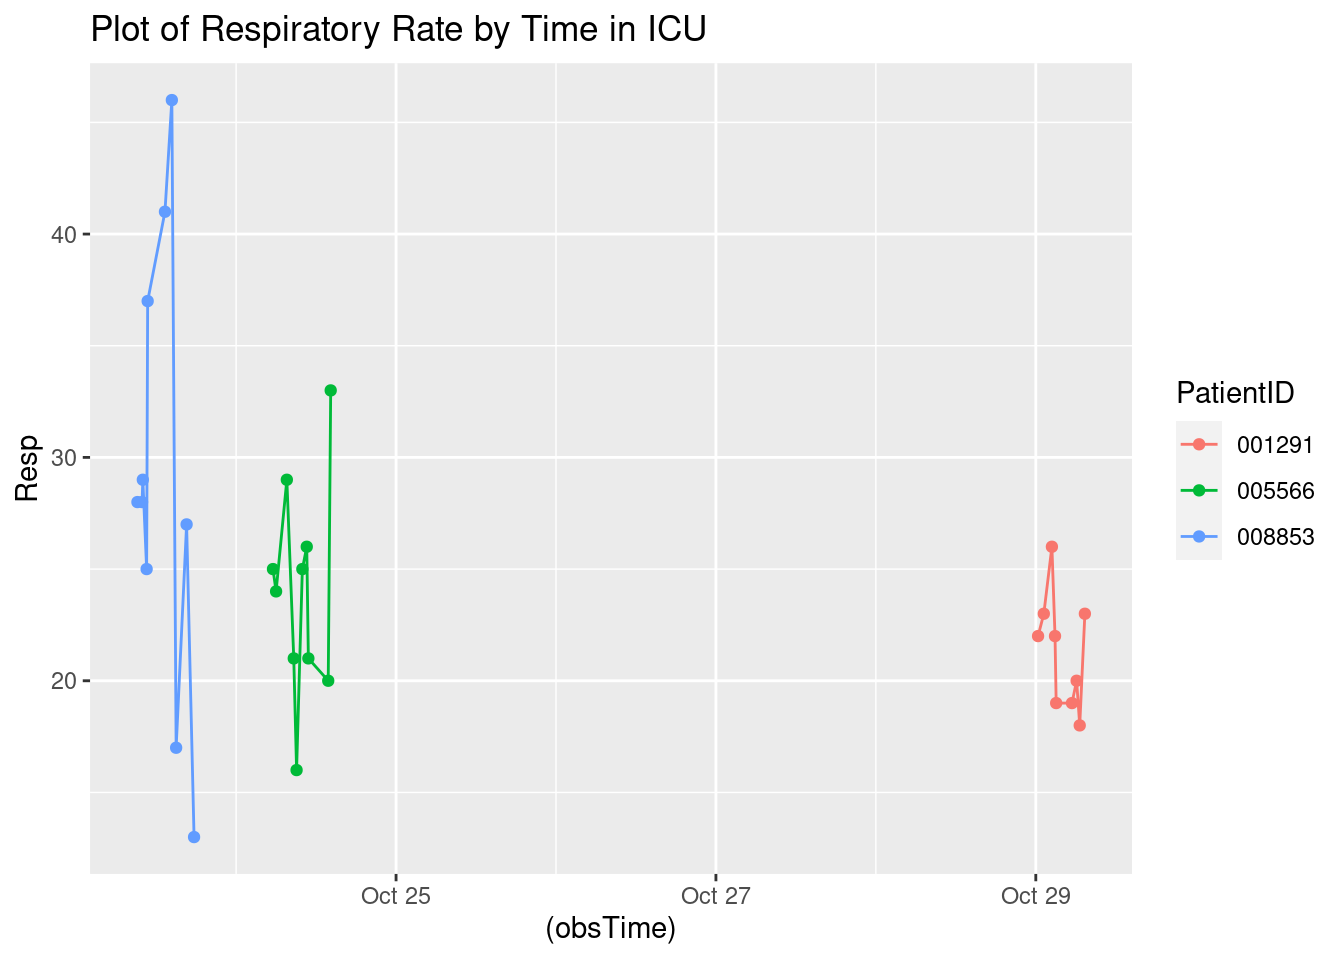 Plot of Respiratory Rate by Time in ICU
Resp
40
30
20
Oct 25
Oct 27
Oct 29
(obsTime)
PatientID
001291
005566
008853